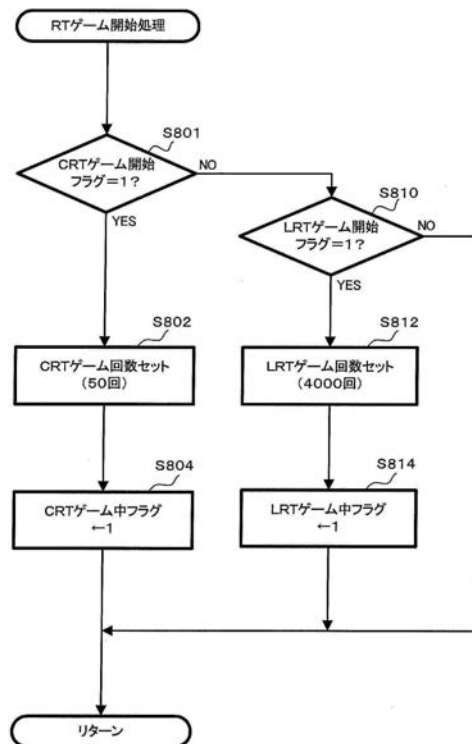 RTゲーム開始処理
S801
CRTゲーム開始
フラグ=1?
NO
YES
S810
LRTゲーム開始
フラグ=1?
NO
YES
S802
CRTゲーム回数セット
(50回)
S812
LRTゲーム回数セット
(4000回)
S804
CRTゲーム中フラグ
←1
S814
LRTゲーム中フラグ
←1
リターン